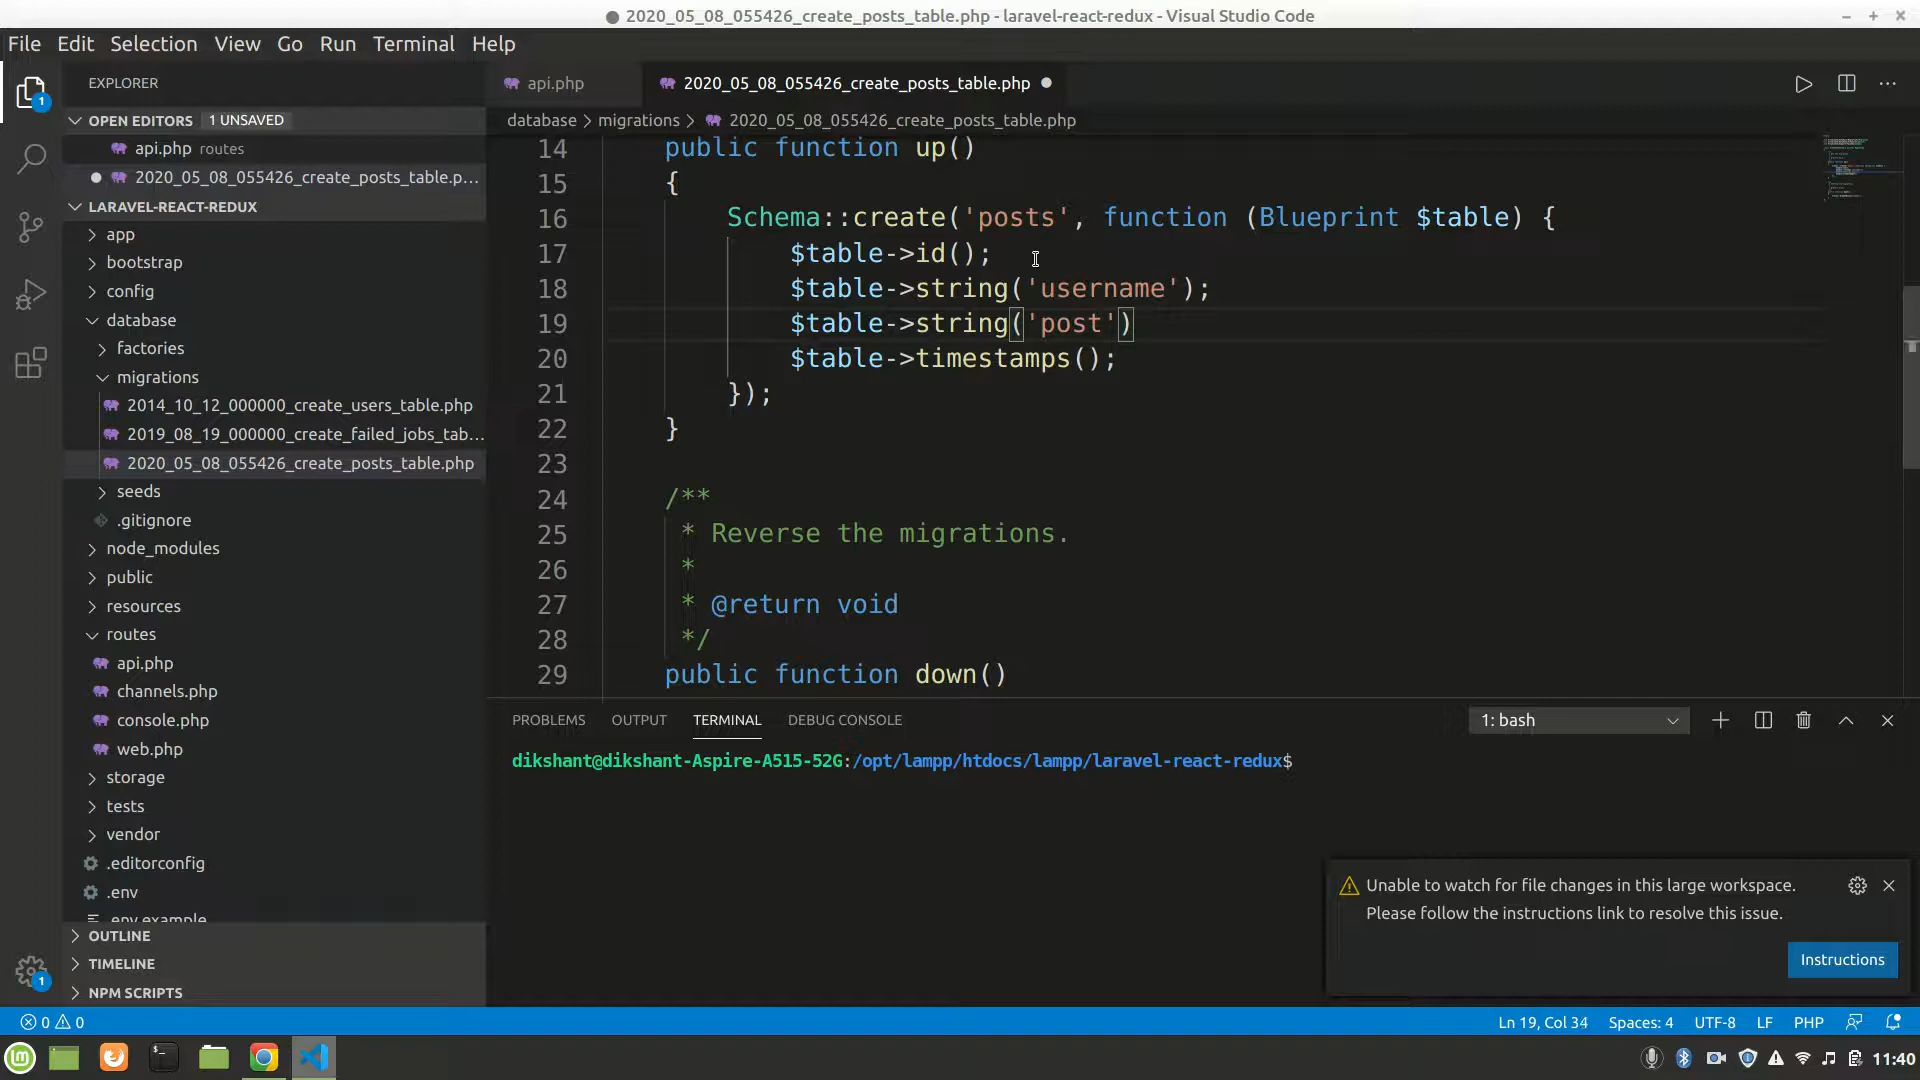 2020_05_08_055426_create_posts_table.php - laravel-react-redux - Visual Studio Code
File Edit Selection View Go Run Terminal Help
EXPLORER
OPEN EDITORS 1 UNSAVED
api.php routes
2020_05_08_055426_create_posts_table.p...
LARAVEL-REACT-REDUX
app
bootstrap
config
database
factories
migrations
2014_10_12_000000_create_users_table.php
2019_08_19_000000_create_failed_jobs_tab...
2020_05_08_055426_create_posts_table.php
seeds
.gitignore
node_modules
public
resources
routes
api.php
channels.php
console.php
web.php
storage
tests
vendor
.editorconfig
.env
.env.example
OUTLINE
TIMELINE
NPM SCRIPTS
1
1
api.php 2020_05_08_055426_create_posts_table.php
database > migrations > 2020_05_08_055426_create_posts_table.php
14 public function up()
15 {
16 Schema::create('posts', function (Blueprint $table) {
17 $table->id();
18 $table->string('username');
19 $table->string('post')
20 $table->timestamps();
21 });
22 }
23
24 /**
25 * Reverse the migrations.
26 *
27 * @return void
28 */
29 public function down()
PROBLEMS OUTPUT TERMINAL DEBUG CONSOLE 1: bash
dikshant@dikshant-Aspire-A515-52G:/opt/lampp/htdocs/lampp/laravel-react-redux$
Unable to watch for file changes in this large workspace.
Please follow the instructions link to resolve this issue.
Instructions
0 0 Ln 19, Col 34 Spaces: 4 UTF-8 LF PHP
11:40